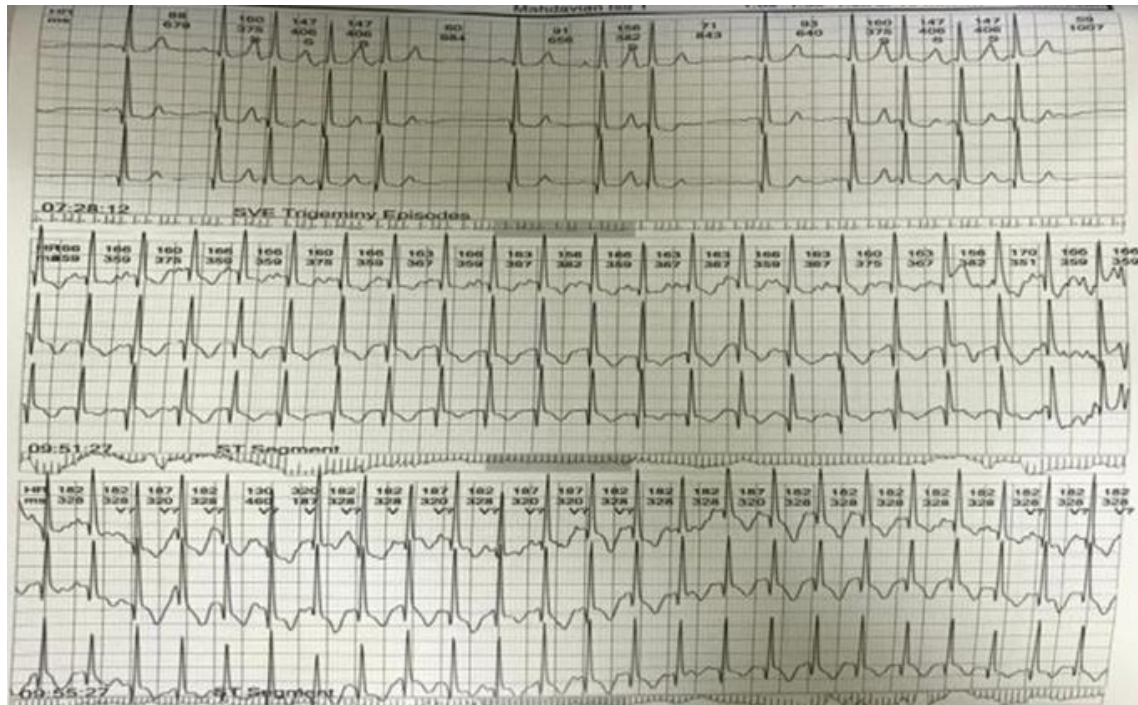 HR 88 160 147 147 60 91 156 71 93 160 147 147 59
ms 679 375 406 406 984 656 382 843 640 375 406 406 1007
S S S S S S S
07:28:12 SVE Trigeminy Episodes
HR 166 166 160 166 166 160 166 163 166 163 156 166 163 163 166 163 160 163 156 170 166 166
ms 359 359 375 359 359 375 359 367 359 367 382 359 367 367 359 367 375 367 382 351 359 359
09:51:27 ST Segment
HR 182 182 187 182 130 320 182 182 187 182 187 187 182 182 182 187 182 182 182 182 182 182 182
ms 328 328 320 328 461 187 328 328 320 328 320 320 328 328 328 320 328 328 328 328 328 328 328
09:55:27 ST Segment